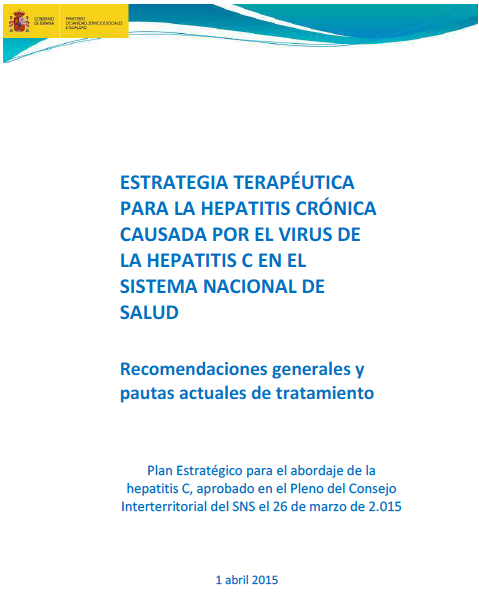 GOBIERNO
DE ESPAÑA
MINISTERIO
DE SANIDAD, SERVICIOS SOCIALES
E IGUALDAD
ESTRATEGIA TERAPÉUTICA
PARA LA HEPATITIS CRÓNICA
CAUSADA POR EL VIRUS DE
LA HEPATITIS C EN EL
SISTEMA NACIONAL DE
SALUD
Recomendaciones generales y
pautas actuales de tratamiento
Plan Estratégico para el abordaje de la
hepatitis C, aprobado en el Pleno del Consejo
Interterritorial del SNS el 26 de marzo de 2.015
1 abril 2015